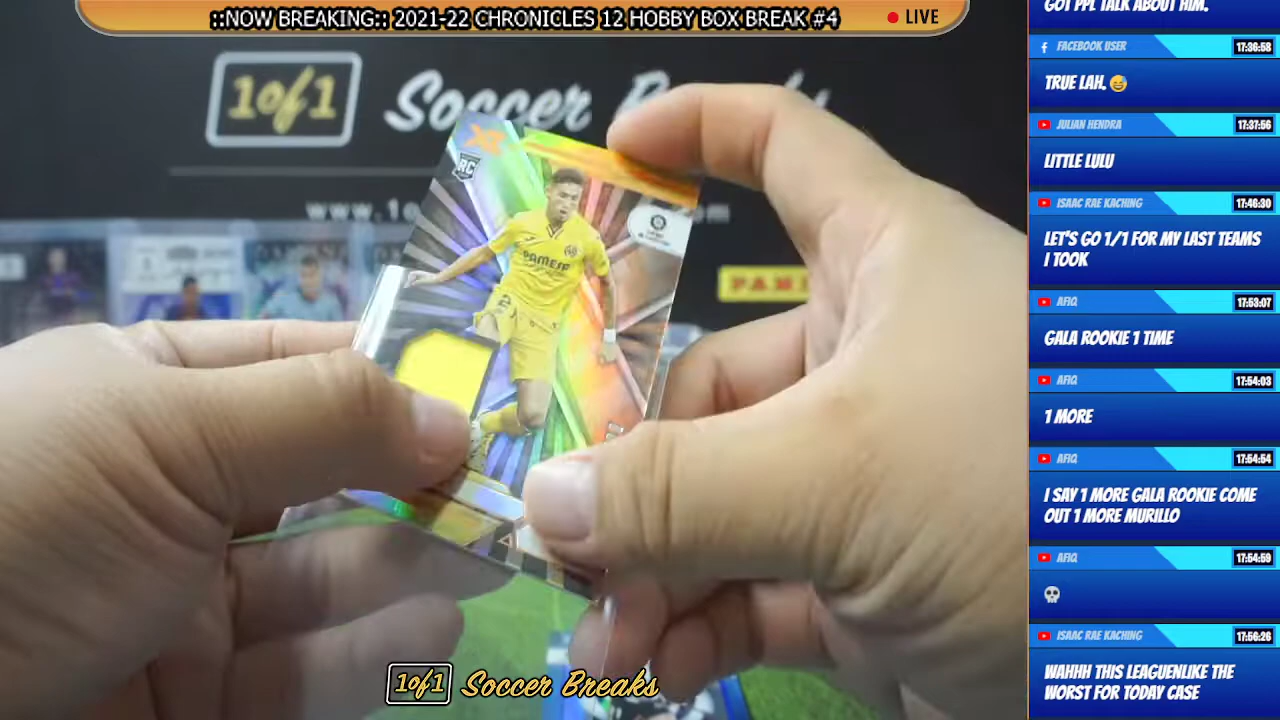 ::NOW BREAKING:: 2021-22 CHRONICLES 12 HOBBY BOX BREAK #4
LIVE
1of1
Soccer
www.1o
PANI
XR
RC
PAMESA
2
1of1 Soccer Breaks
GOT PPL TALK ABOUT HIM.
FACEBOOK USER 17:36:58
TRUE LAH. 😅
JULIAN HENDRA 17:37:56
LITTLE LULU
ISAAC RAE KACHING 17:46:30
LET'S GO 1/1 FOR MY LAST TEAMS
I TOOK
AFIQ 17:53:07
GALA ROOKIE 1 TIME
AFIQ 17:54:03
1 MORE
AFIQ 17:54:54
I SAY 1 MORE GALA ROOKIE COME
OUT 1 MORE MURILLO
AFIQ 17:54:59
💀
ISAAC RAE KACHING 17:56:26
WAHHH THIS LEAGUENLIKE THE
WORST FOR TODAY CASE